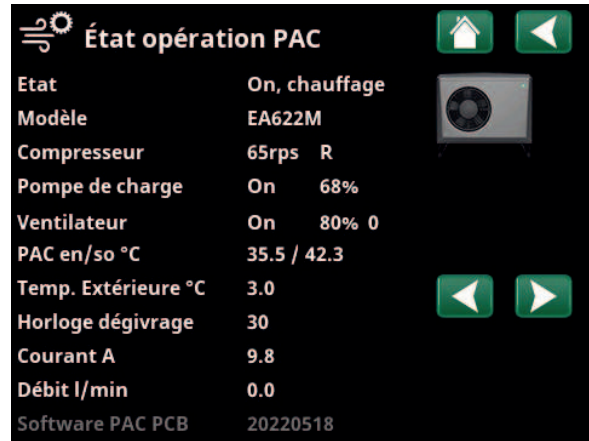 État opération PAC
Etat On, chauffage
Modèle EA622M
Compresseur 65rps R
Pompe de charge On 68%
Ventilateur On 80% 0
PAC en/so °C 35.5 / 42.3
Temp. Extérieure °C 3.0
Horloge dégivrage 30
Courant A 9.8
Débit l/min 0.0
Software PAC PCB 20220518